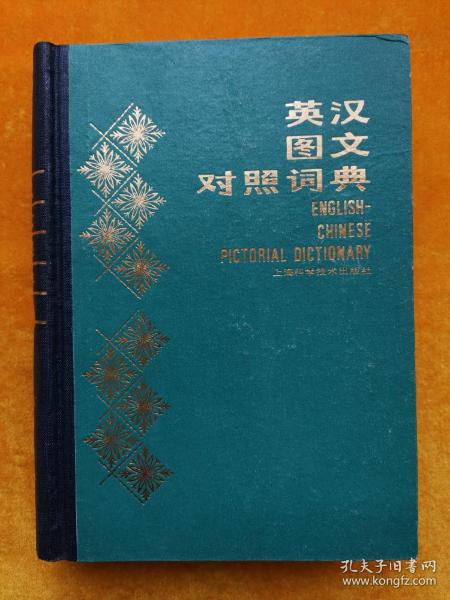 英汉
图文
对照词典
ENGLISH-
CHINESE
PICTORIAL DICTIONARY
上海科学技术出版社
孔夫子旧书网
www.kongfz.com